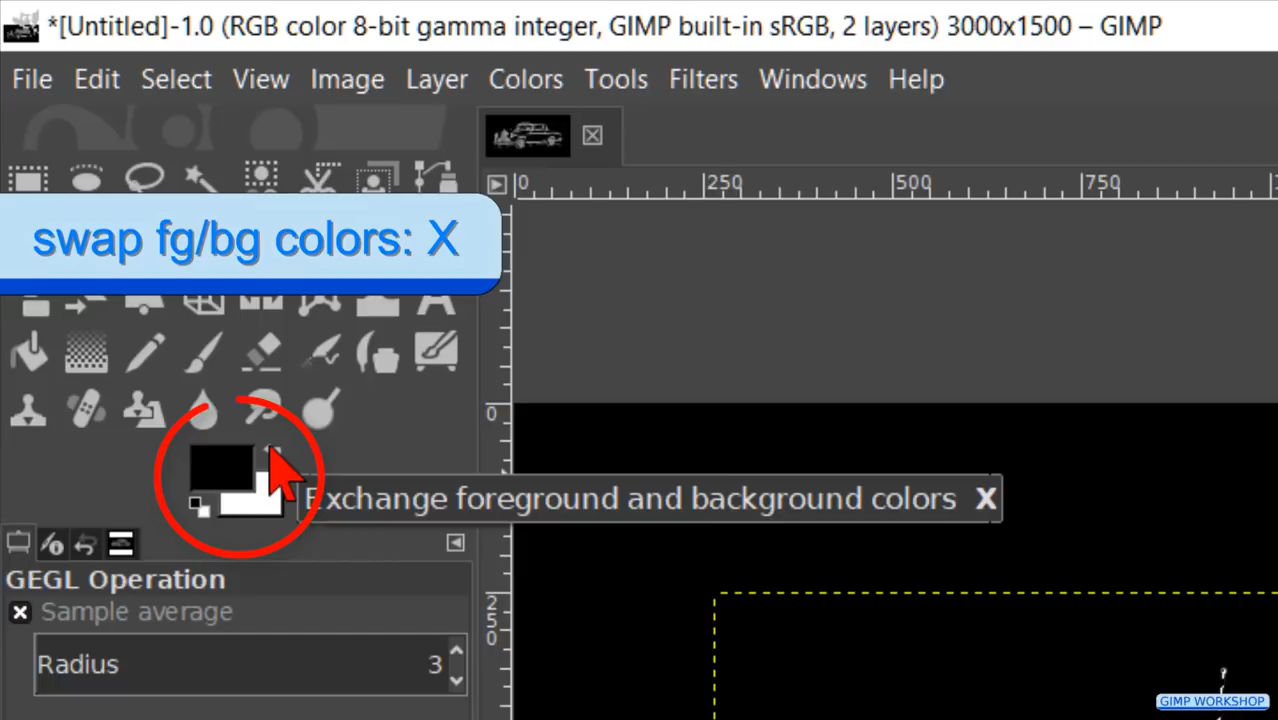 *[Untitled]-1.0 (RGB color 8-bit gamma integer, GIMP built-in sRGB, 2 layers) 3000x1500 – GIMP
File Edit Select View Image Layer Colors Tools Filters Windows Help
0 250 500 750
swap fg/bg colors: X
0
Exchange foreground and background colors X
GEGL Operation
Sample average
250
Radius 3
GIMP WORKSHOP